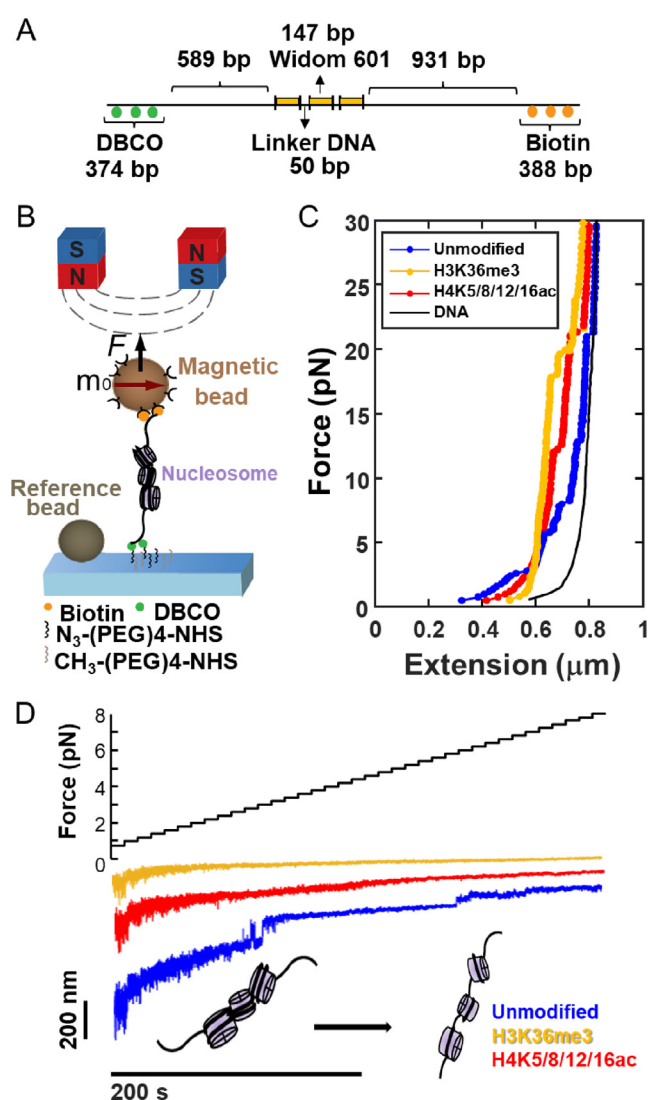 A
147 bp
589 bp
Widom 601
931 bp
DBCO
374 bp
Linker DNA
50 bp
Biotin
388 bp
B
S
N
N
S
F
m0
Magnetic
bead
Nucleosome
Reference
bead
Biotin
DBCO
N3-(PEG)4-NHS
CH3-(PEG)4-NHS
C
30
25
20
15
10
5
0
Force (pN)
Unmodified
H3K36me3
H4K5/8/12/16ac
DNA
0 0.2 0.4 0.6 0.8 1
Extension (μm)
D
8
6
4
2
0
Force (pN)
200 nm
200 s
Unmodified
H3K36me3
H4K5/8/12/16ac